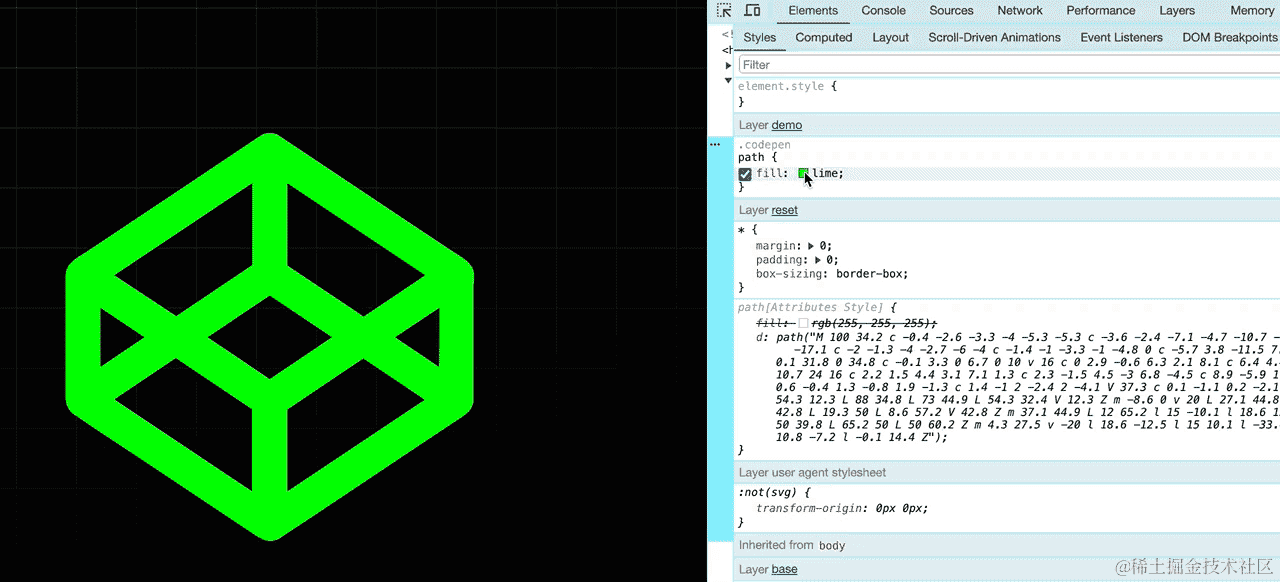 Elements Console Sources Network Performance Layers Memory
Styles Computed Layout Scroll-Driven Animations Event Listeners DOM Breakpoints
Filter
element.style {
}
Layer demo
.codepen
path {
fill: lime;
}
Layer reset
* {
margin: 0;
padding: 0;
box-sizing: border-box;
}
path[Attributes Style] {
fill: rgb(255, 255, 255);
d: path("M 100 34.2 c −0.4 −2.6 −3.3 −4 −5.3 −5.3 c −3.6 −2.4 −7.1 −4.7 −10.7 −
−17.1 c −2 −1.3 −4 −2.7 −6 −4 c −1.4 −1 −3.3 −1 −4.8 0 c −5.7 3.8 −11.5 7.
0.1 31.8 0 34.8 c −0.1 3.3 0 6.7 0 10 v 16 c 0 2.9 −0.6 6.3 2.1 8.1 c 6.4 4.
10.7 24 16 c 2.2 1.5 4.4 3.1 7.1 1.3 c 2.3 −1.5 4.5 −3 6.8 −4.5 c 8.9 −5.9 1
0.6 −0.4 1.3 −0.8 1.9 −1.3 c 1.4 −1 2 −2.4 2 −4.1 V 37.3 c 0.1 −1.1 0.2 −2.1
54.3 12.3 L 88 34.8 L 73 44.9 L 54.3 32.4 V 12.3 Z m −8.6 0 v 20 L 27.1 44.8
42.8 L 19.3 50 L 8.6 57.2 V 42.8 Z m 37.1 44.9 L 12 65.2 l 15 −10.1 l 18.6 1
50 39.8 L 65.2 50 L 50 60.2 Z m 4.3 27.5 v −20 l 18.6 −12.5 l 15 10.1 l −33.
10.8 −7.2 l −0.1 14.4 Z");
}
Layer user agent stylesheet
:not(svg) {
transform-origin: 0px 0px;
}
Inherited from body
Layer base
@稀土掘金技术社区